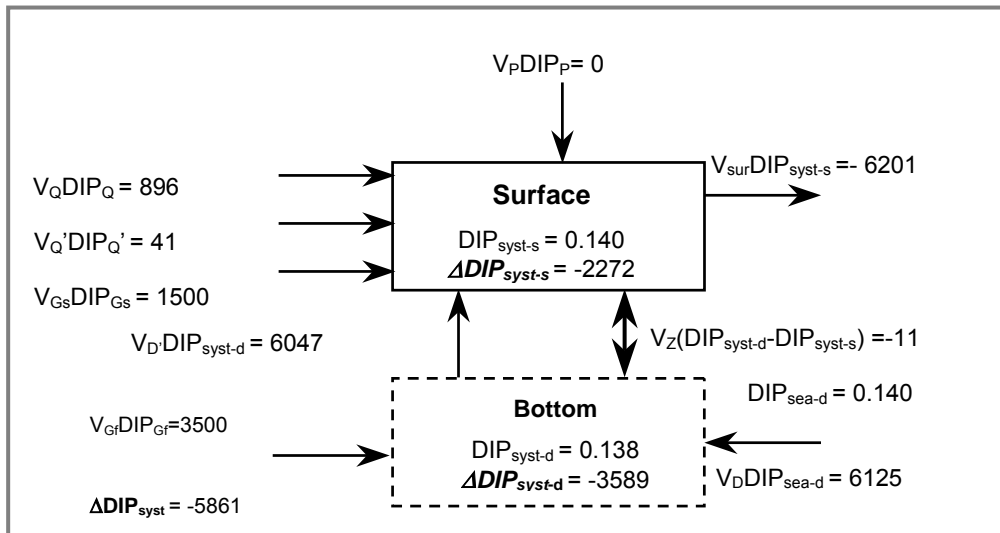 VPDIPP= 0
VsurDIPsyst-s =- 6201
VQDIPQ = 896
Surface
VQ'DIPQ' = 41
DIPsyst-s = 0.140
ΔDIPsyst-s = -2272
VGsDIPGs = 1500
VD'DIPsyst-d = 6047
VZ(DIPsyst-d-DIPsyst-s) =-11
DIPsea-d = 0.140
Bottom
VGfDIPGf=3500
DIPsyst-d = 0.138
ΔDIPsyst-d = -3589
VDDIPsea-d = 6125
ΔDIPsyst = -5861